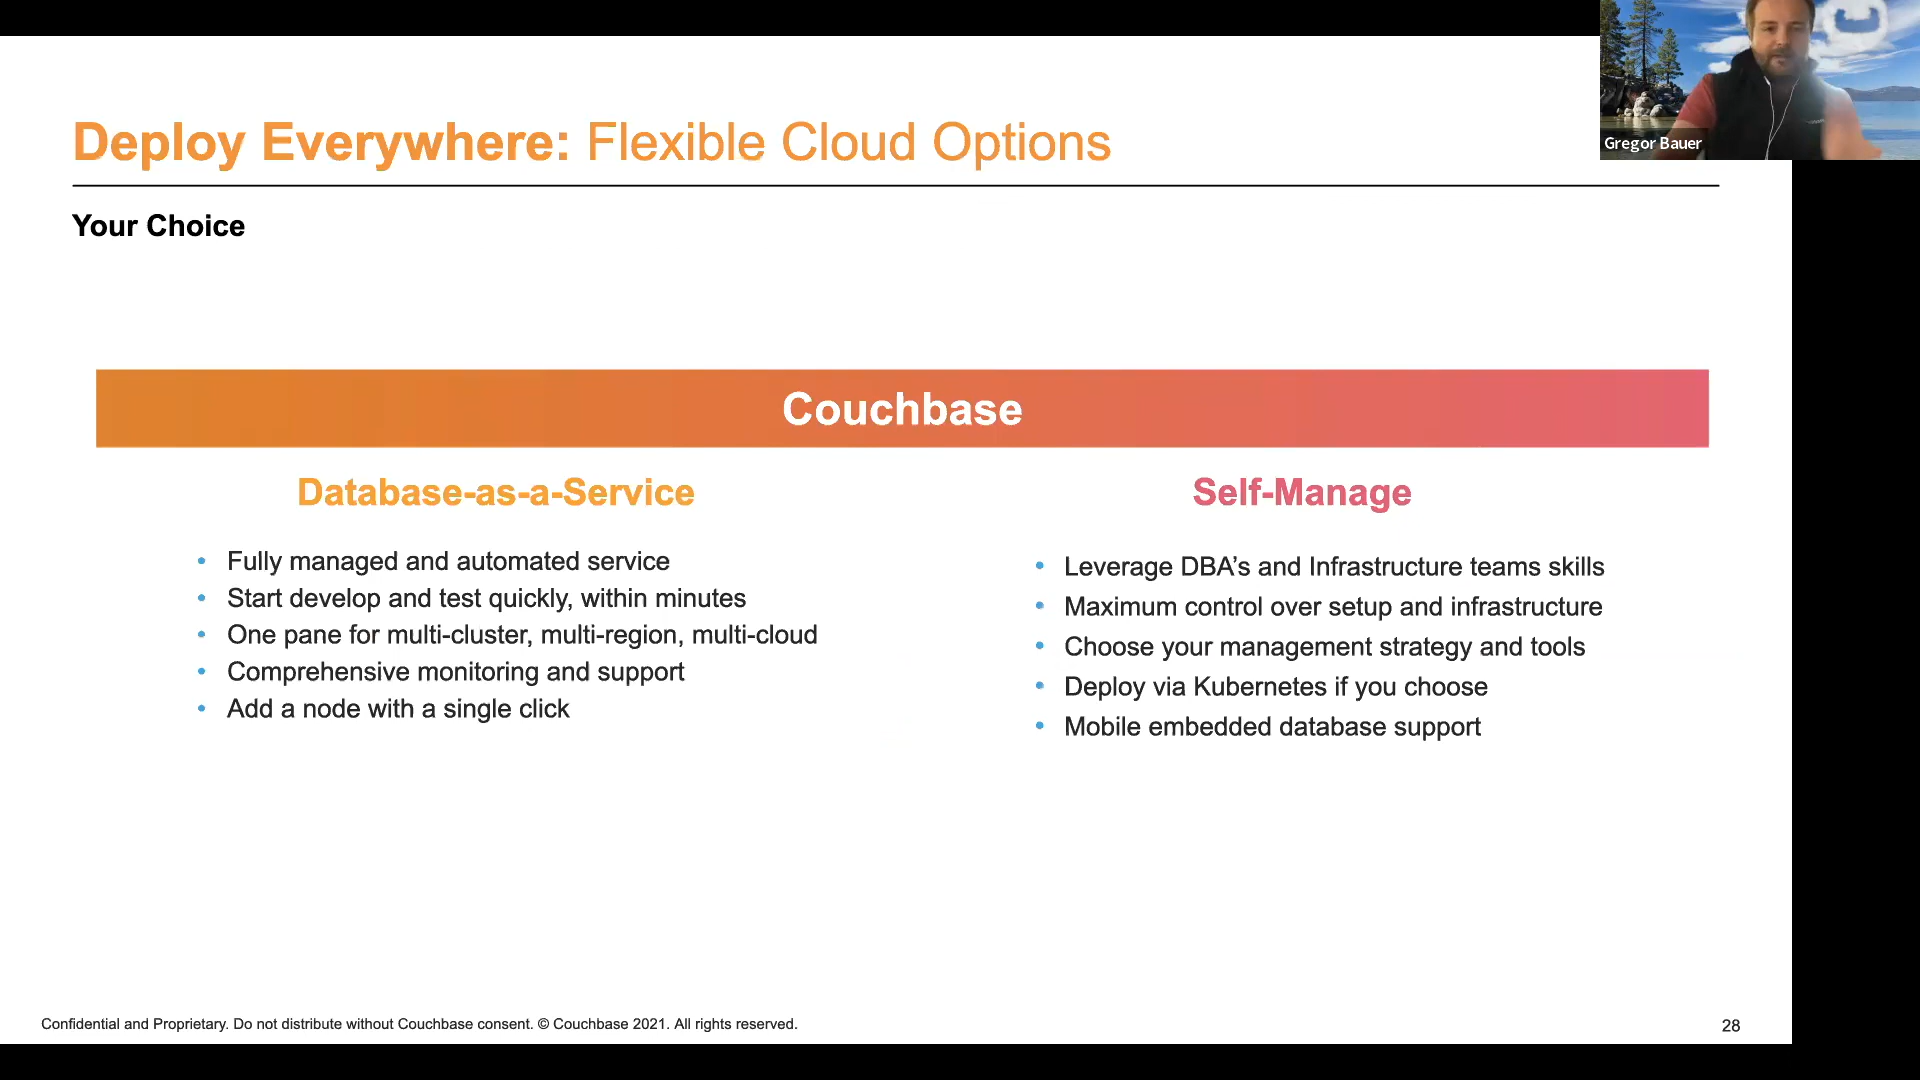 Gregor Bauer
Deploy Everywhere: Flexible Cloud Options
Your Choice
Couchbase
Database-as-a-Service
• Fully managed and automated service
• Start develop and test quickly, within minutes
• One pane for multi-cluster, multi-region, multi-cloud
• Comprehensive monitoring and support
• Add a node with a single click
Self-Manage
• Leverage DBA’s and Infrastructure teams skills
• Maximum control over setup and infrastructure
• Choose your management strategy and tools
• Deploy via Kubernetes if you choose
• Mobile embedded database support
Confidential and Proprietary. Do not distribute without Couchbase consent. © Couchbase 2021. All rights reserved.
28